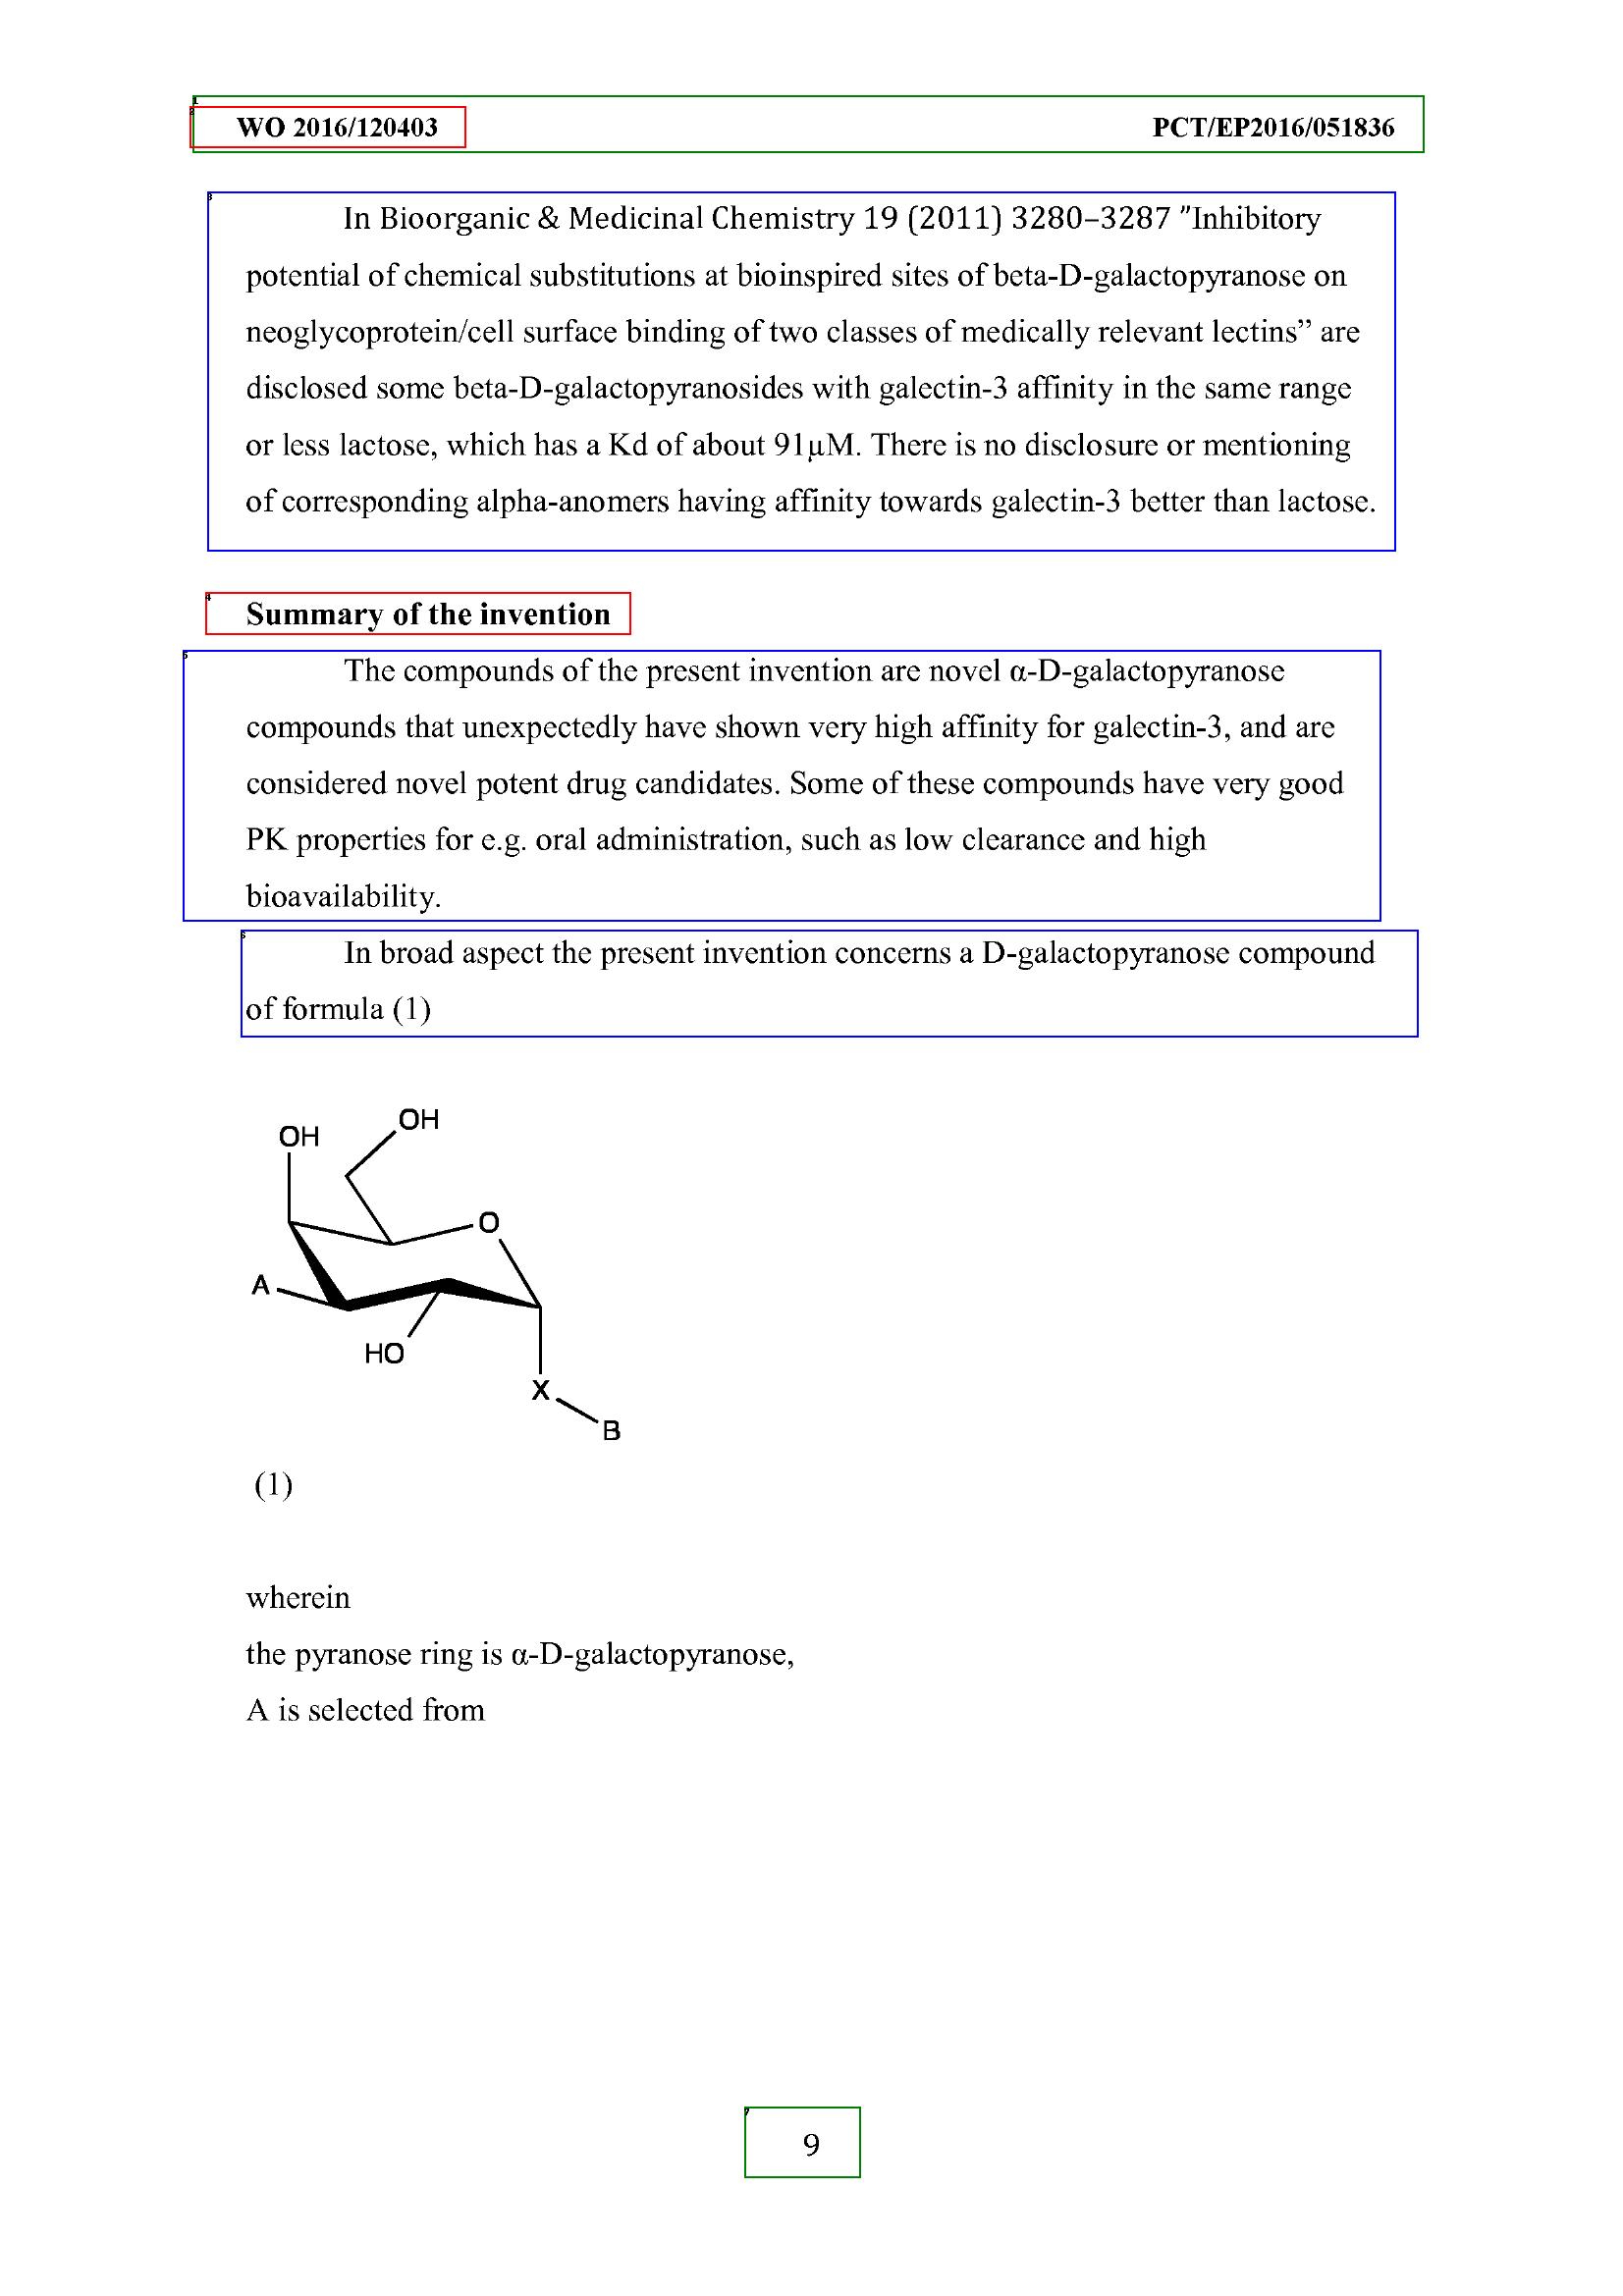 WO 2016/120403 PCT/EP2016/051836
In Bioorganic & Medicinal Chemistry 19 (2011) 3280–3287 ”Inhibitory
potential of chemical substitutions at bioinspired sites of beta-D-galactopyranose on
neoglycoprotein/cell surface binding of two classes of medically relevant lectins” are
disclosed some beta-D-galactopyranosides with galectin-3 affinity in the same range
or less lactose, which has a Kd of about 91µM. There is no disclosure or mentioning
of corresponding alpha-anomers having affinity towards galectin-3 better than lactose.
Summary of the invention
The compounds of the present invention are novel α-D-galactopyranose
compounds that unexpectedly have shown very high affinity for galectin-3, and are
considered novel potent drug candidates. Some of these compounds have very good
PK properties for e.g. oral administration, such as low clearance and high
bioavailability.
In broad aspect the present invention concerns a D-galactopyranose compound
of formula (1)
OH
OH
O
A
HO
X
B
(1)
wherein
the pyranose ring is α-D-galactopyranose,
A is selected from
9